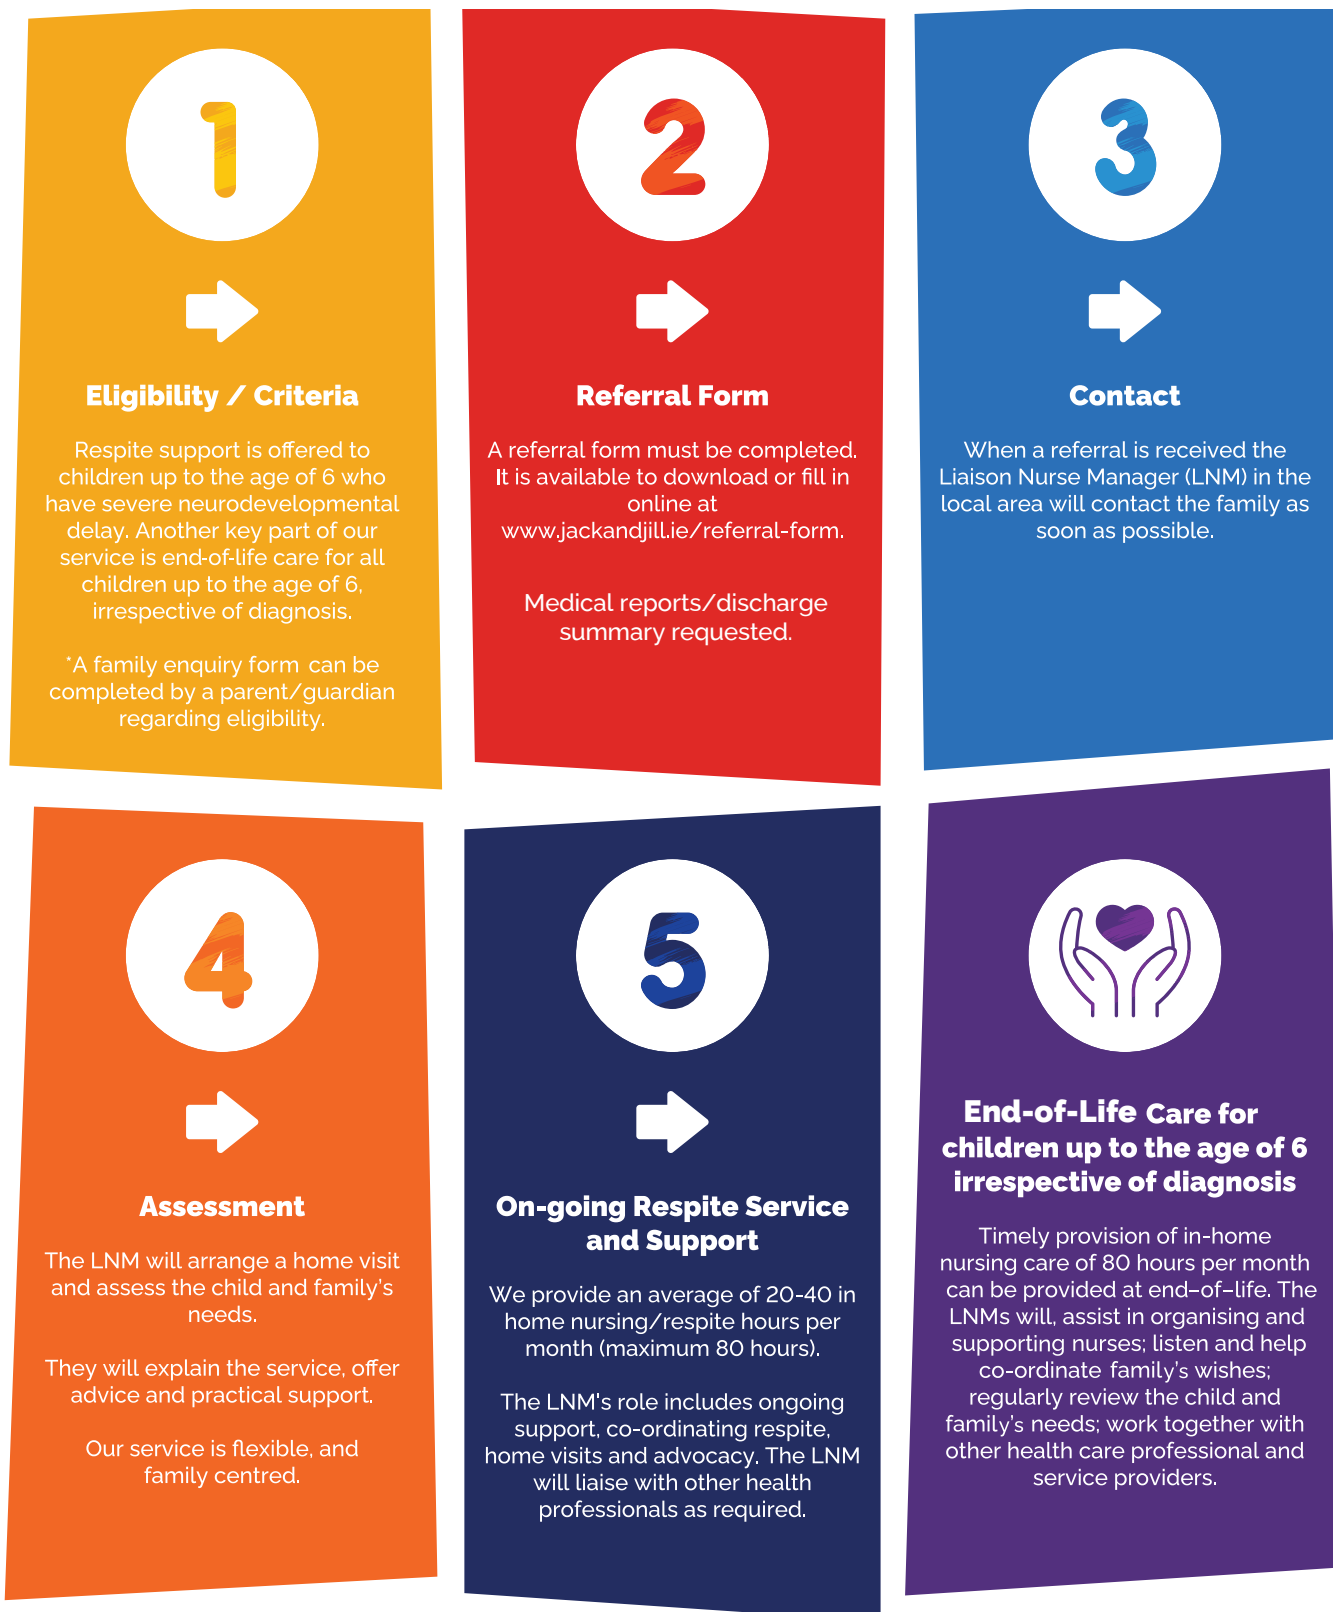 1
Eligibility / Criteria
Respite support is offered to
children up to the age of 6 who
have severe neurodevelopmental
delay. Another key part of our
service is end-of-life care for all
children up to the age of 6,
irrespective of diagnosis.
*A family enquiry form can be
completed by a parent/guardian
regarding eligibility.
2
Referral Form
A referral form must be completed.
It is available to download or fill in
online at
www.jackandjill.ie/referral-form.
Medical reports/discharge
summary requested.
3
Contact
When a referral is received the
Liaison Nurse Manager (LNM) in the
local area will contact the family as
soon as possible.
4
Assessment
The LNM will arrange a home visit
and assess the child and family's
needs.
They will explain the service, offer
advice and practical support.
Our service is flexible, and
family centred.
5
On-going Respite Service
and Support
We provide an average of 20-40 in
home nursing/respite hours per
month (maximum 80 hours).
The LNM's role includes ongoing
support, co-ordinating respite,
home visits and advocacy. The LNM
will liaise with other health
professionals as required.
End-of-Life Care for
children up to the age of 6
irrespective of diagnosis
Timely provision of in-home
nursing care of 80 hours per month
can be provided at end–of–life. The
LNMs will, assist in organising and
supporting nurses; listen and help
co-ordinate family's wishes;
regularly review the child and
family's needs; work together with
other health care professional and
service providers.